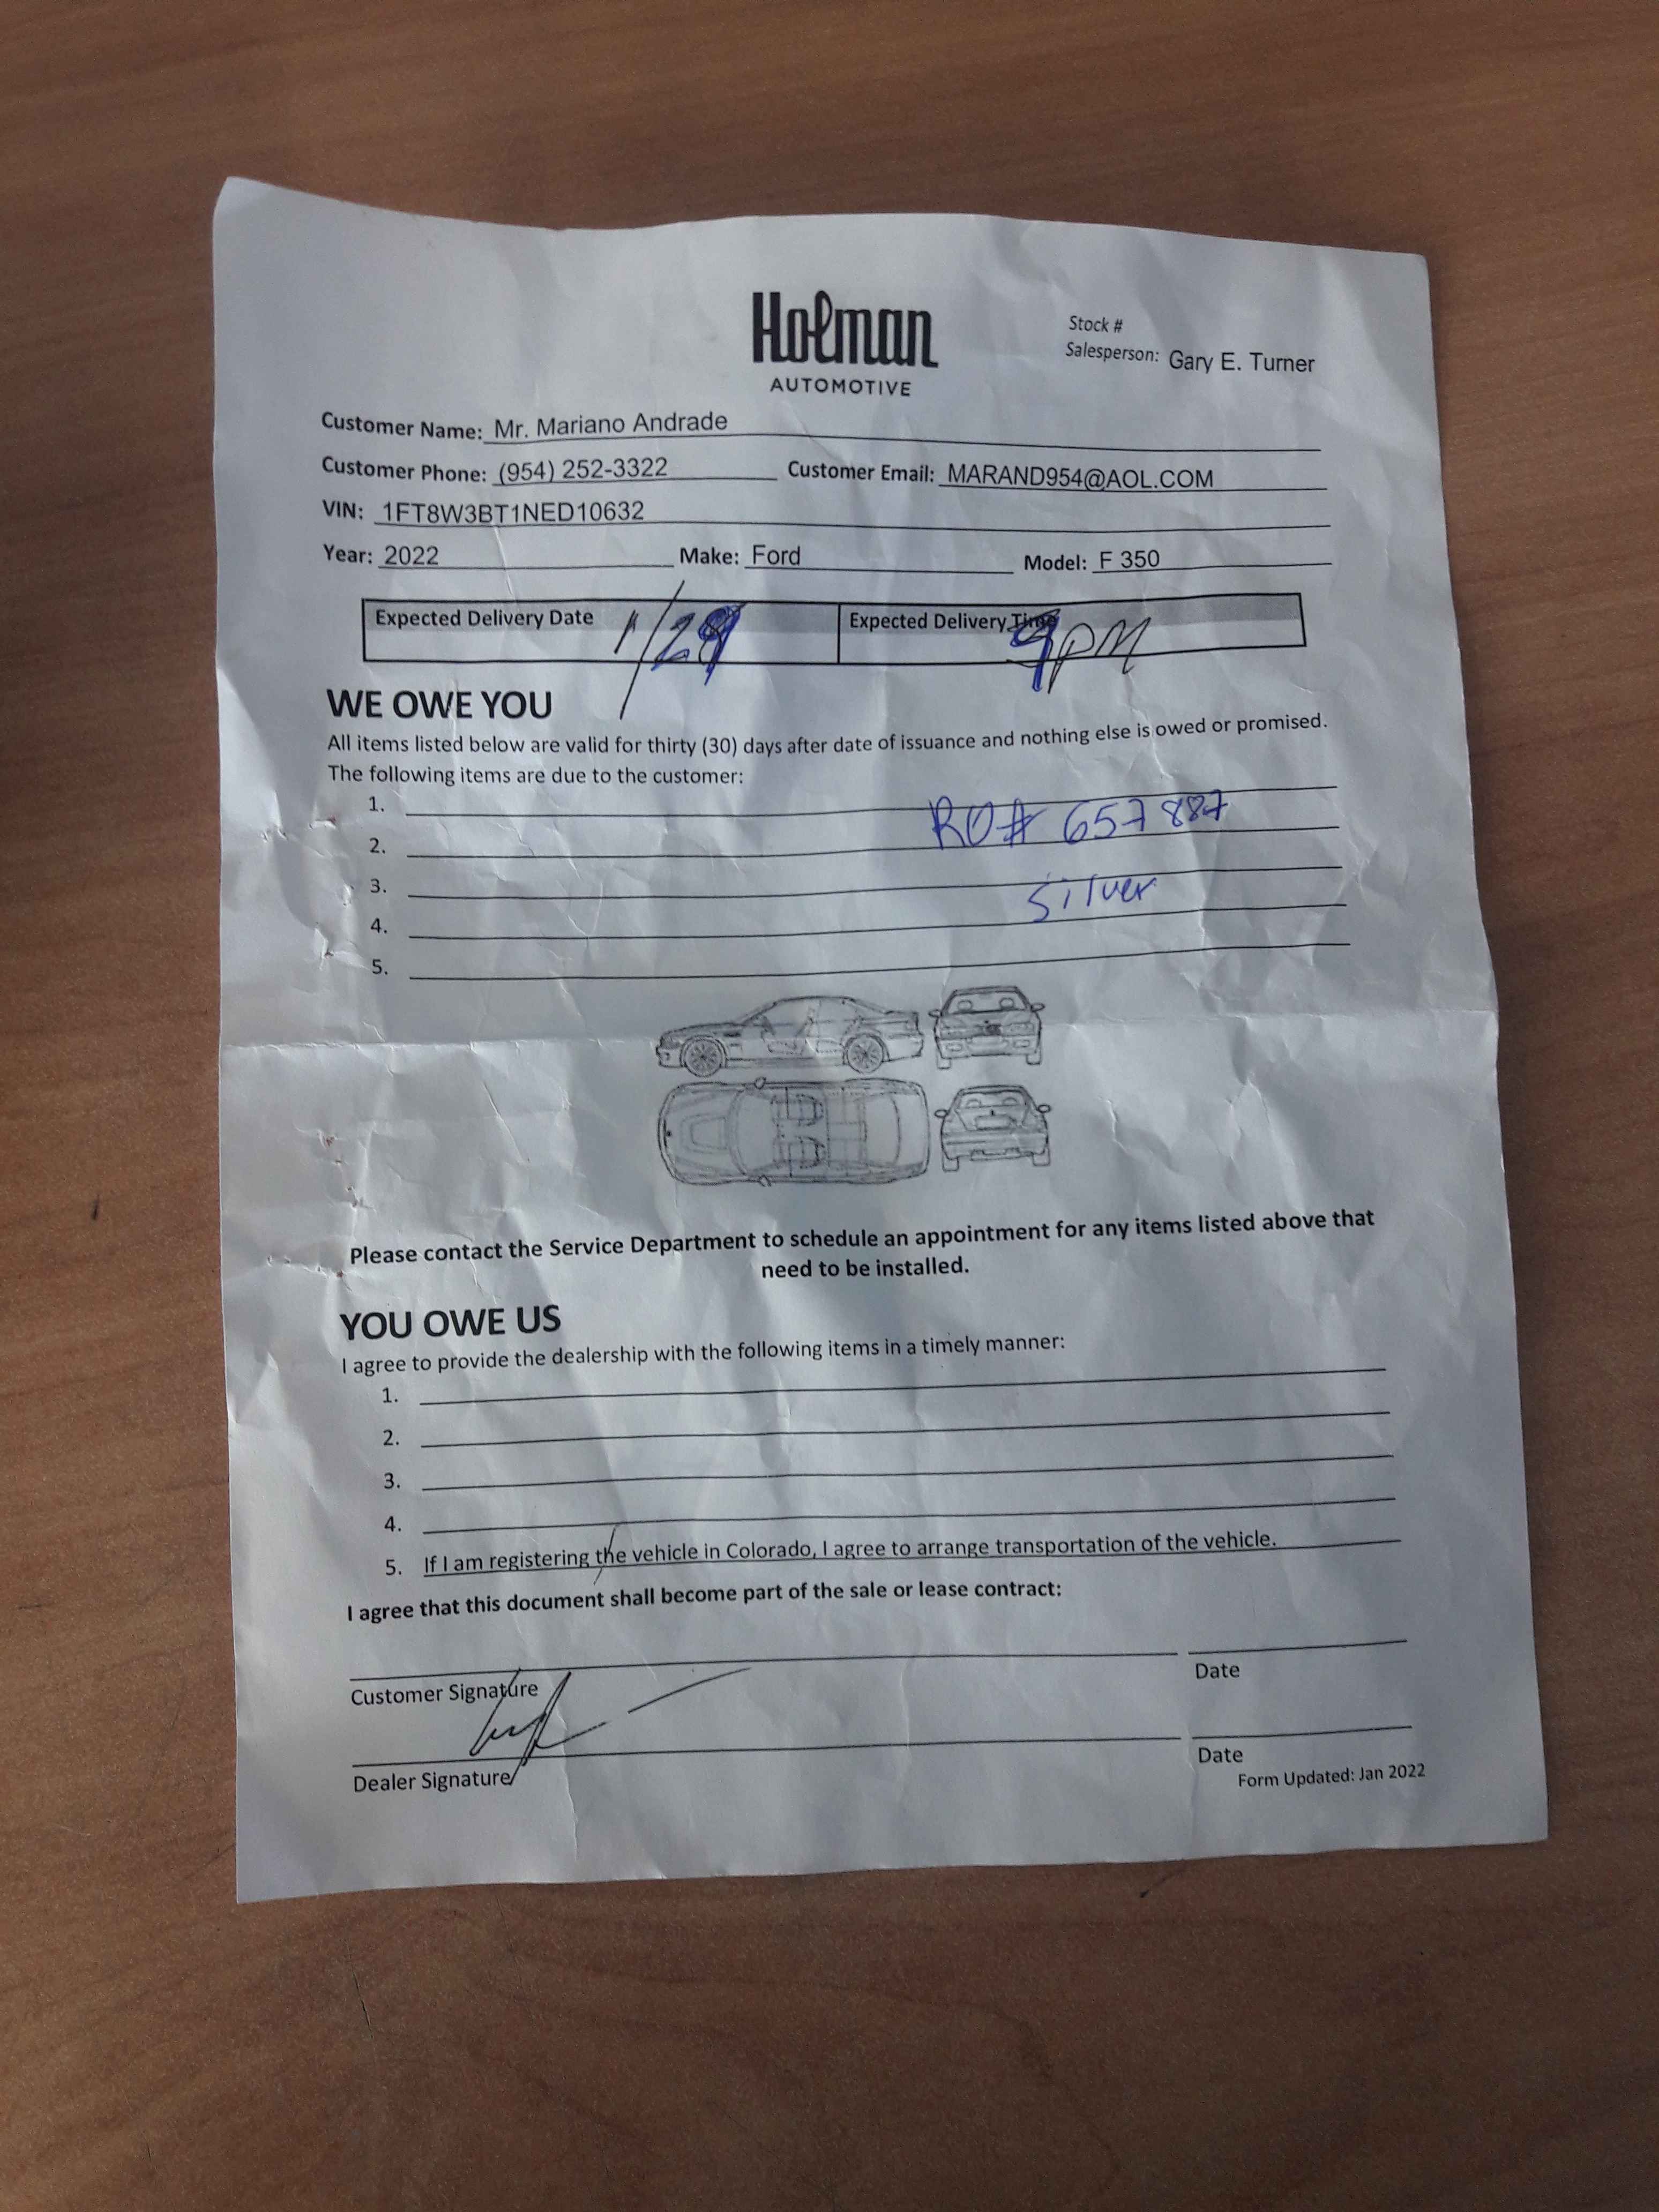 Holman
AUTOMOTIVE
Stock #
Salesperson: Gary E. Turner
Customer Name: Mr. Mariano Andrade
Customer Phone: (954) 252-3322 Customer Email: MARAND954@AOL.COM
VIN: 1FT8W3BT1NED10632
Year: 2022 Make: Ford Model: F 350
Expected Delivery Date 1/29 Expected Delivery Time 9PM
WE OWE YOU
All items listed below are valid for thirty (30) days after date of issuance and nothing else is owed or promised.
The following items are due to the customer:
1.
RO# 657887
2.
3.
Silver
4.
5.
Please contact the Service Department to schedule an appointment for any items listed above that
need to be installed.
YOU OWE US
I agree to provide the dealership with the following items in a timely manner:
1.
2.
3.
4.
5. If I am registering the vehicle in Colorado, I agree to arrange transportation of the vehicle.
I agree that this document shall become part of the sale or lease contract:
Customer Signature Date
Dealer Signature Date
Form Updated: Jan 2022